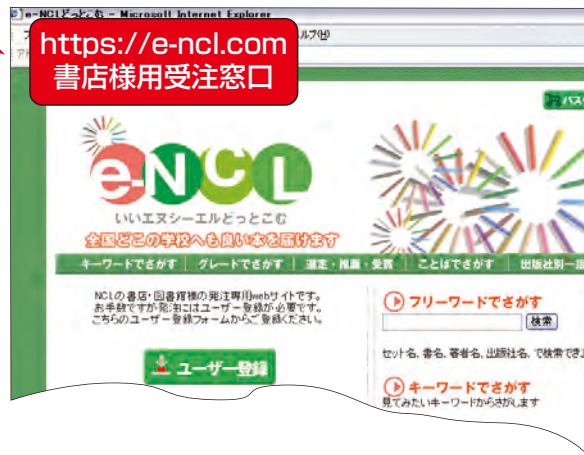 e-NCLどっとこむ - Microsoft Internet Explorer
ヘルプ(H)
https://e-ncl.com
書店様用受注窓口
e-NCL
いいエヌシーエルどっとこむ
全国どこの学校へも良い本を届けます
キーワードでさがす グレードでさがす 選定・推薦・受賞 ことばでさがす 出版社別一
NCLの書店・図書館様の発注専用webサイトです。
お手数ですが発注にはユーザー登録が必要です。
こちらのユーザー登録フォームからご登録ください。
ユーザー登録
フリーワードでさがす
検索
セット名、書名、著者名、出版社名、で検索でき
キーワードでさがす
見てみたいキーワードからさがします